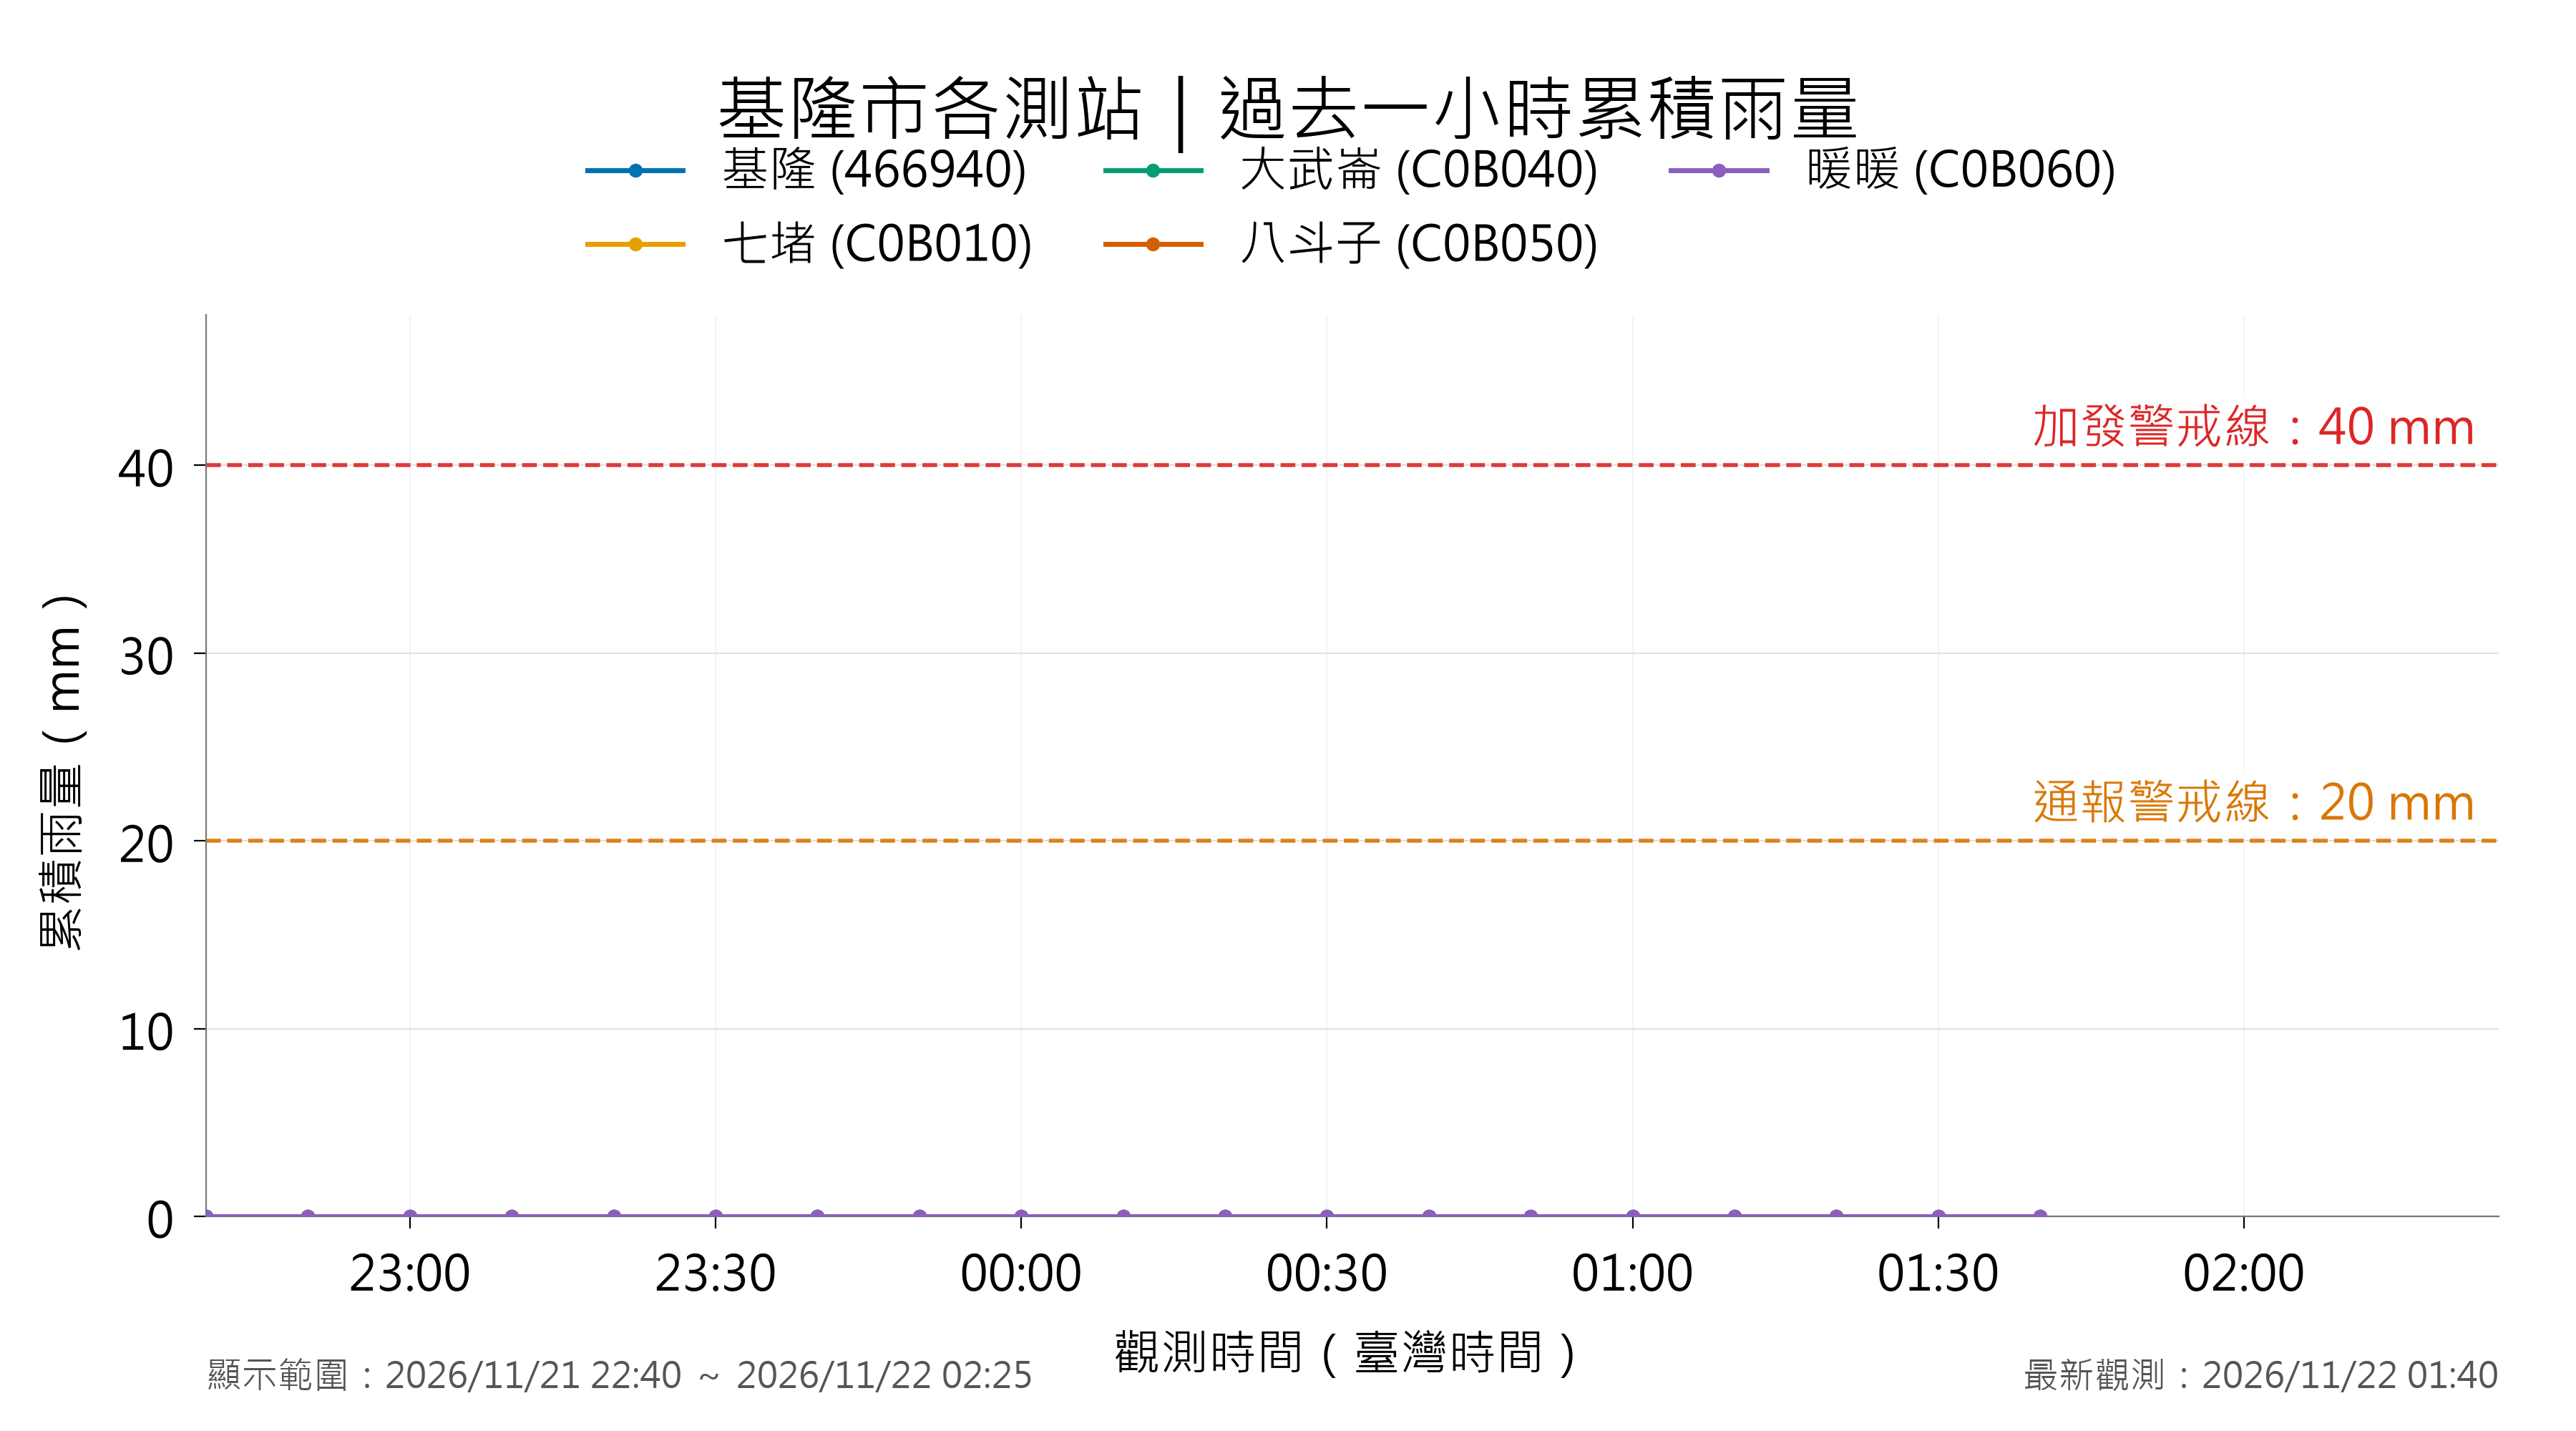 基隆市各測站｜過去一小時累積雨量
基隆 (466940)
大武崙 (C0B040)
暖暖 (C0B060)
七堵 (C0B010)
八斗子 (C0B050)
加發警戒線：40 mm
通報警戒線：20 mm
累積雨量（mm）
40
30
20
10
0
23:00
23:30
00:00
00:30
01:00
01:30
02:00
觀測時間（臺灣時間）
顯示範圍：2026/11/21 22:40 ~ 2026/11/22 02:25
最新觀測：2026/11/22 01:40